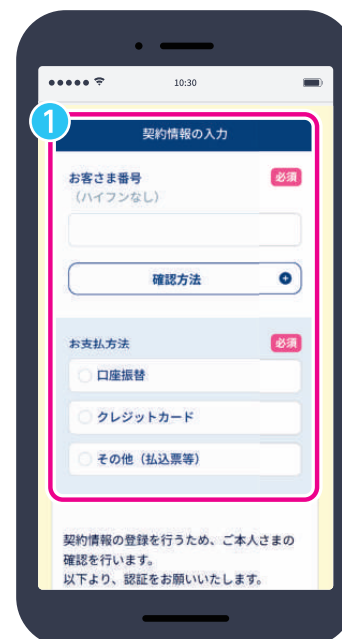 10:30
1
契約情報の入力
お客さま番号 必須
（ハイフンなし）
確認方法
お支払方法 必須
口座振替
クレジットカード
その他（払込票等）
契約情報の登録を行うため、ご本人さまの
確認を行います。
以下より、認証をお願いいたします。